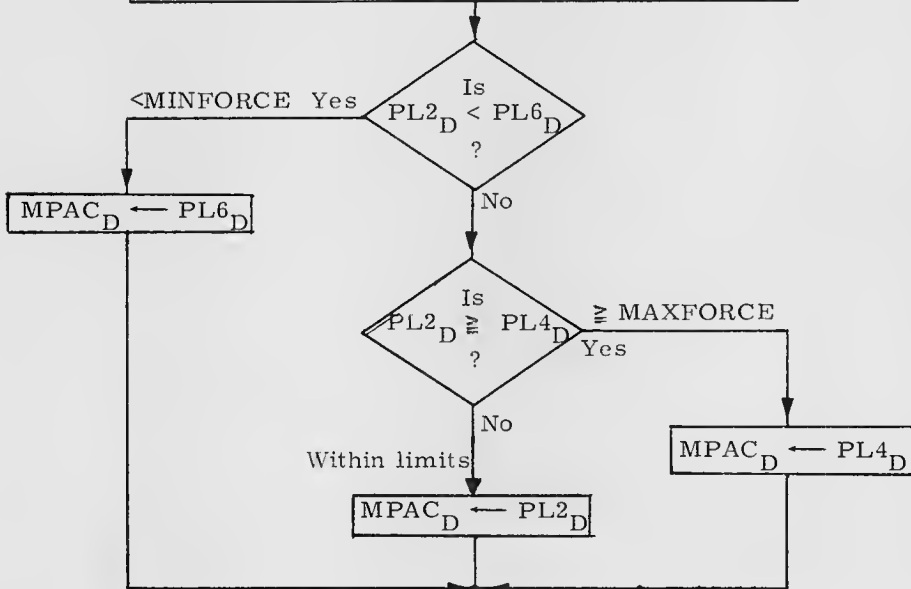 Is
<MINFORCE Yes
PL2D < PL6D
?
MPACD ← PL6D
No
Is
PL2D ≧ PL4D
≧ MAXFORCE
Yes
?
No
MPACD ← PL4D
Within limits
MPACD ← PL2D